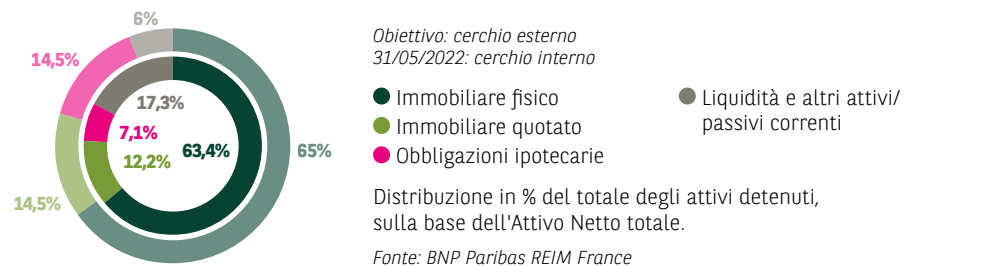 6%
14,5%
17,3%
7,1%
12,2%
63,4%
65%
14,5%
Obiettivo: cerchio esterno
31/05/2022: cerchio interno
Immobiliare fisico
Immobiliare quotato
Obbligazioni ipotecarie
Liquidità e altri attivi/
passivi correnti
Distribuzione in % del totale degli attivi detenuti,
sulla base dell'Attivo Netto totale.
Fonte: BNP Paribas REIM France